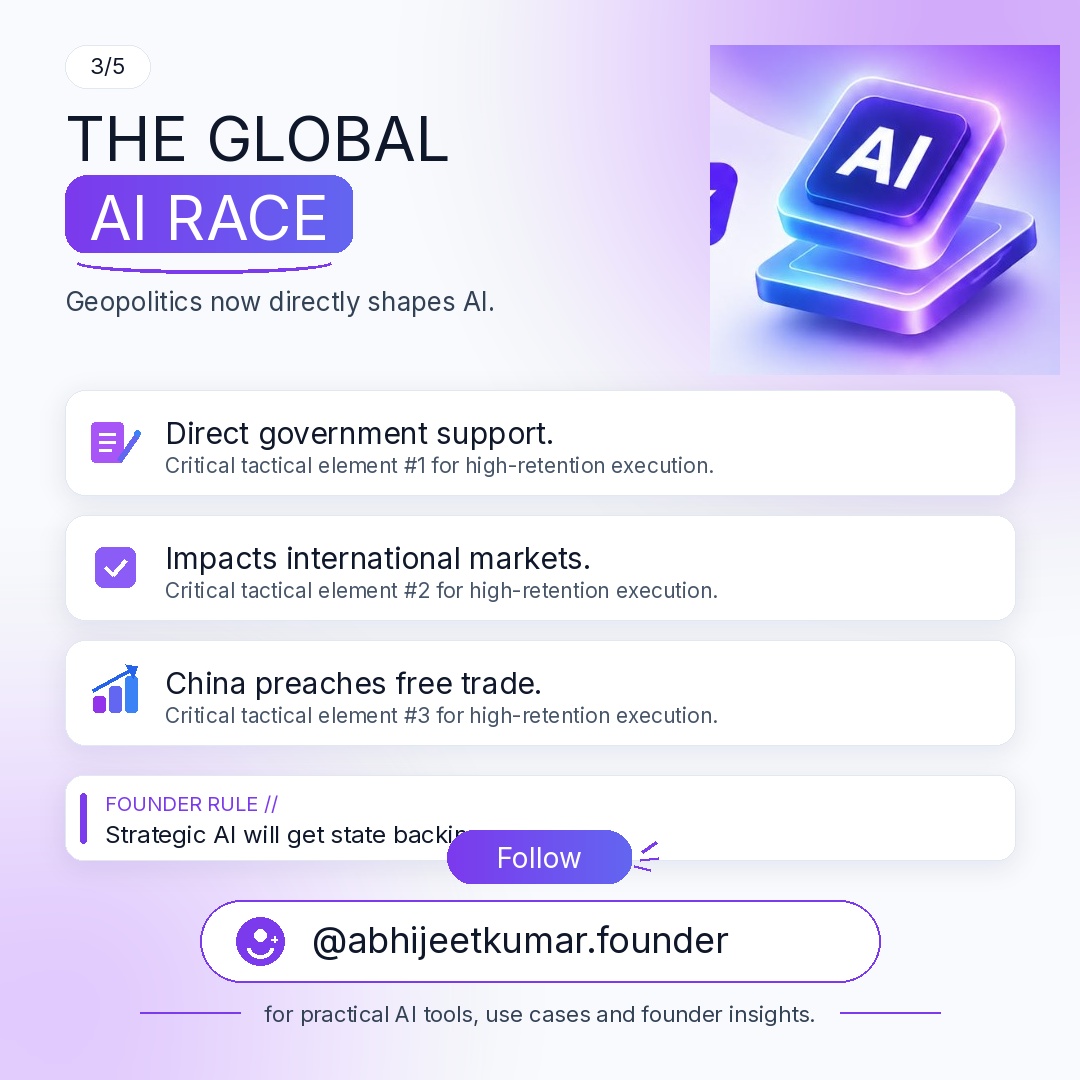 3/5
THE GLOBAL
AI RACE
Geopolitics now directly shapes AI.
AI
Direct government support.
Critical tactical element #1 for high-retention execution.
Impacts international markets.
Critical tactical element #2 for high-retention execution.
China preaches free trade.
Critical tactical element #3 for high-retention execution.
FOUNDER RULE //
Strategic AI will get state
Follow
@abhijeetkumar.founder
for practical AI tools, use cases and founder insights.